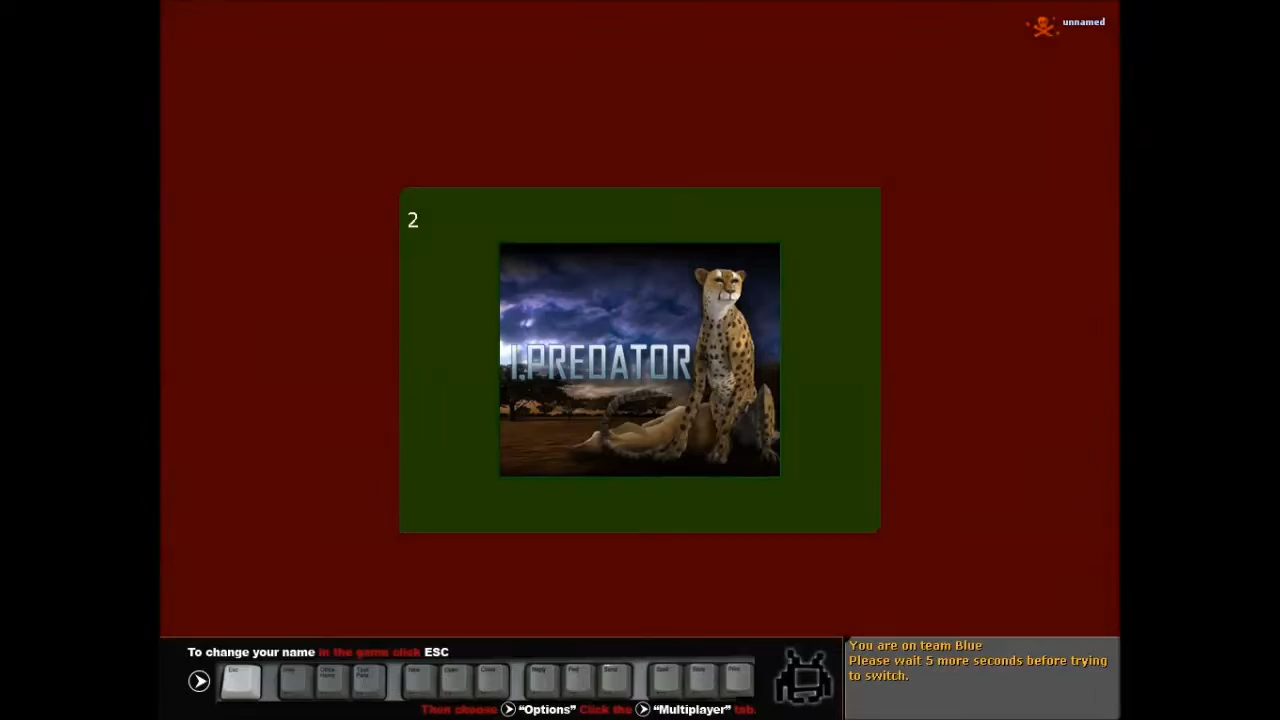 unnamed
2
I.PREDATOR
To change your name in the game click ESC
Esc
Then choose "Options" Click the "Multiplayer" tab.
You are on team Blue
Please wait 5 more seconds before trying
to switch.